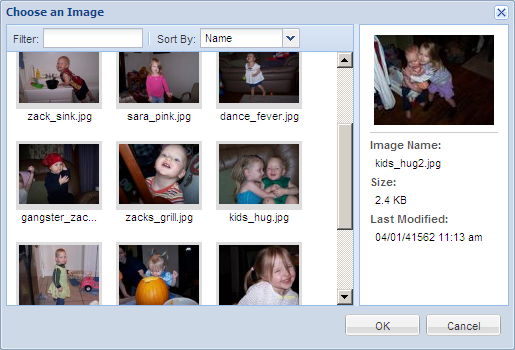 Choose an Image
Filter:
Sort By: Name
zack_sink.jpg
sara_pink.jpg
dance_fever.jpg
gangster_zac...
zacks_grill.jpg
kids_hug.jpg
Image Name:
kids_hug2.jpg
Size:
2.4 KB
Last Modified:
04/01/41562 11:13 am
OK
Cancel